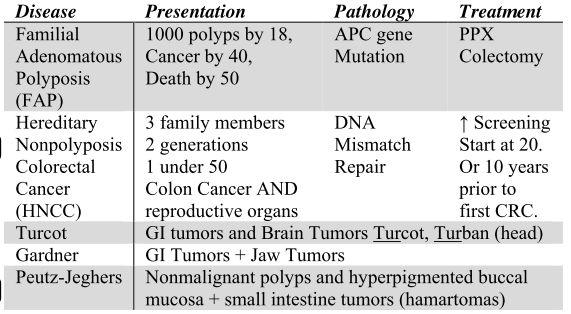 Disease Presentation Pathology Treatment
Familial 1000 polyps by 18, APC gene PPX
Adenomatous Cancer by 40, Mutation Colectomy
Polyposis Death by 50
(FAP)
Hereditary 3 family members DNA ↑ Screening
Nonpolyposis 2 generations Mismatch Start at 20.
Colorectal 1 under 50 Repair Or 10 years
Cancer Colon Cancer AND prior to
(HNCC) reproductive organs first CRC.
Turcot GI tumors and Brain Tumors Turcot, Turban (head)
Gardner GI Tumors + Jaw Tumors
Peutz-Jeghers Nonmalignant polyps and hyperpigmented buccal
mucosa + small intestine tumors (hamartomas)